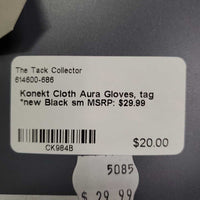 The Tack Collector
614600-686
Konekt Cloth Aura Gloves, tag
*new Black sm MSRP: $29.99
$20.00
CK984B
5085
$ 29.99